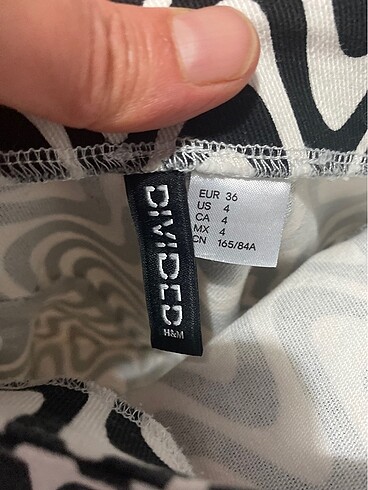 DIVIDED
H&M
EUR 36
US 4
CA 4
MX 4
CN 165/84A